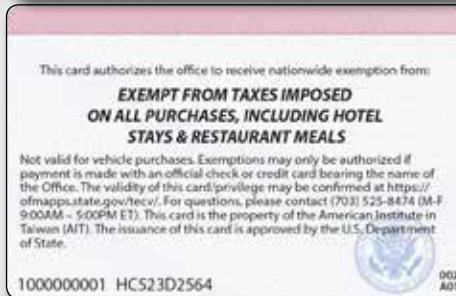 This card authorizes the office to receive nationwide exemption from:
EXEMPT FROM TAXES IMPOSED
ON ALL PURCHASES, INCLUDING HOTEL
STAYS & RESTAURANT MEALS
Not valid for vehicle purchases. Exemptions may only be authorized if
payment is made with an official check or credit card bearing the name of
the Office. The validity of this card/privilege may be confirmed at https://
ofmapps.state.gov/tecv/. For questions, please contact (703) 525-8474 (M-F
9:00AM – 5:00PM ET). This card is the property of the American Institute in
Taiwan (AIT). The issuance of this card is approved by the U.S. Department
of State.
002
1000000001 HC523D2564 A05